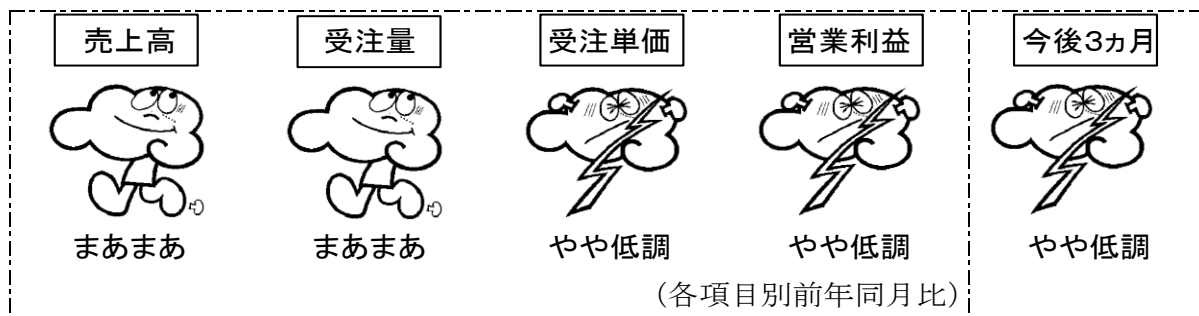 売上高 受注量 受注単価 営業利益 今後3ヵ月
まあまあ まあまあ やや低調 やや低調 やや低調
(各項目別前年同月比)